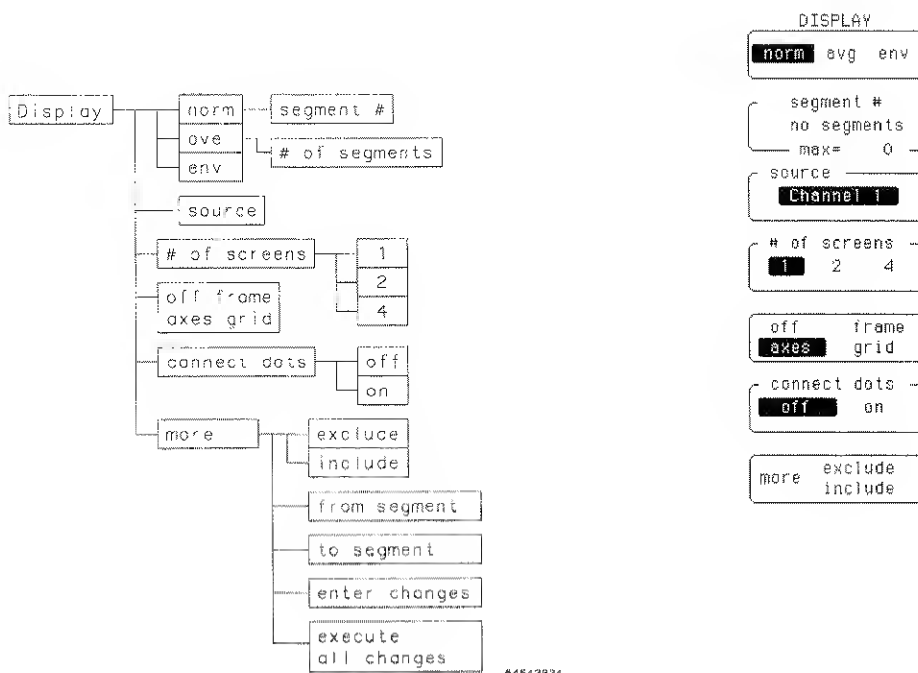 Display
norm
segment #
ave
# of segments
env
source
# of screens
1
2
4
off frame
axes grid
connect dots
off
on
more
exclude
include
from segment
to segment
enter changes
execute
all changes
DISPLAY
norm avg env
segment #
no segments
max= 0
source
Channel 1
# of screens
1 2 4
off frame
axes grid
connect dots
off on
more exclude
include